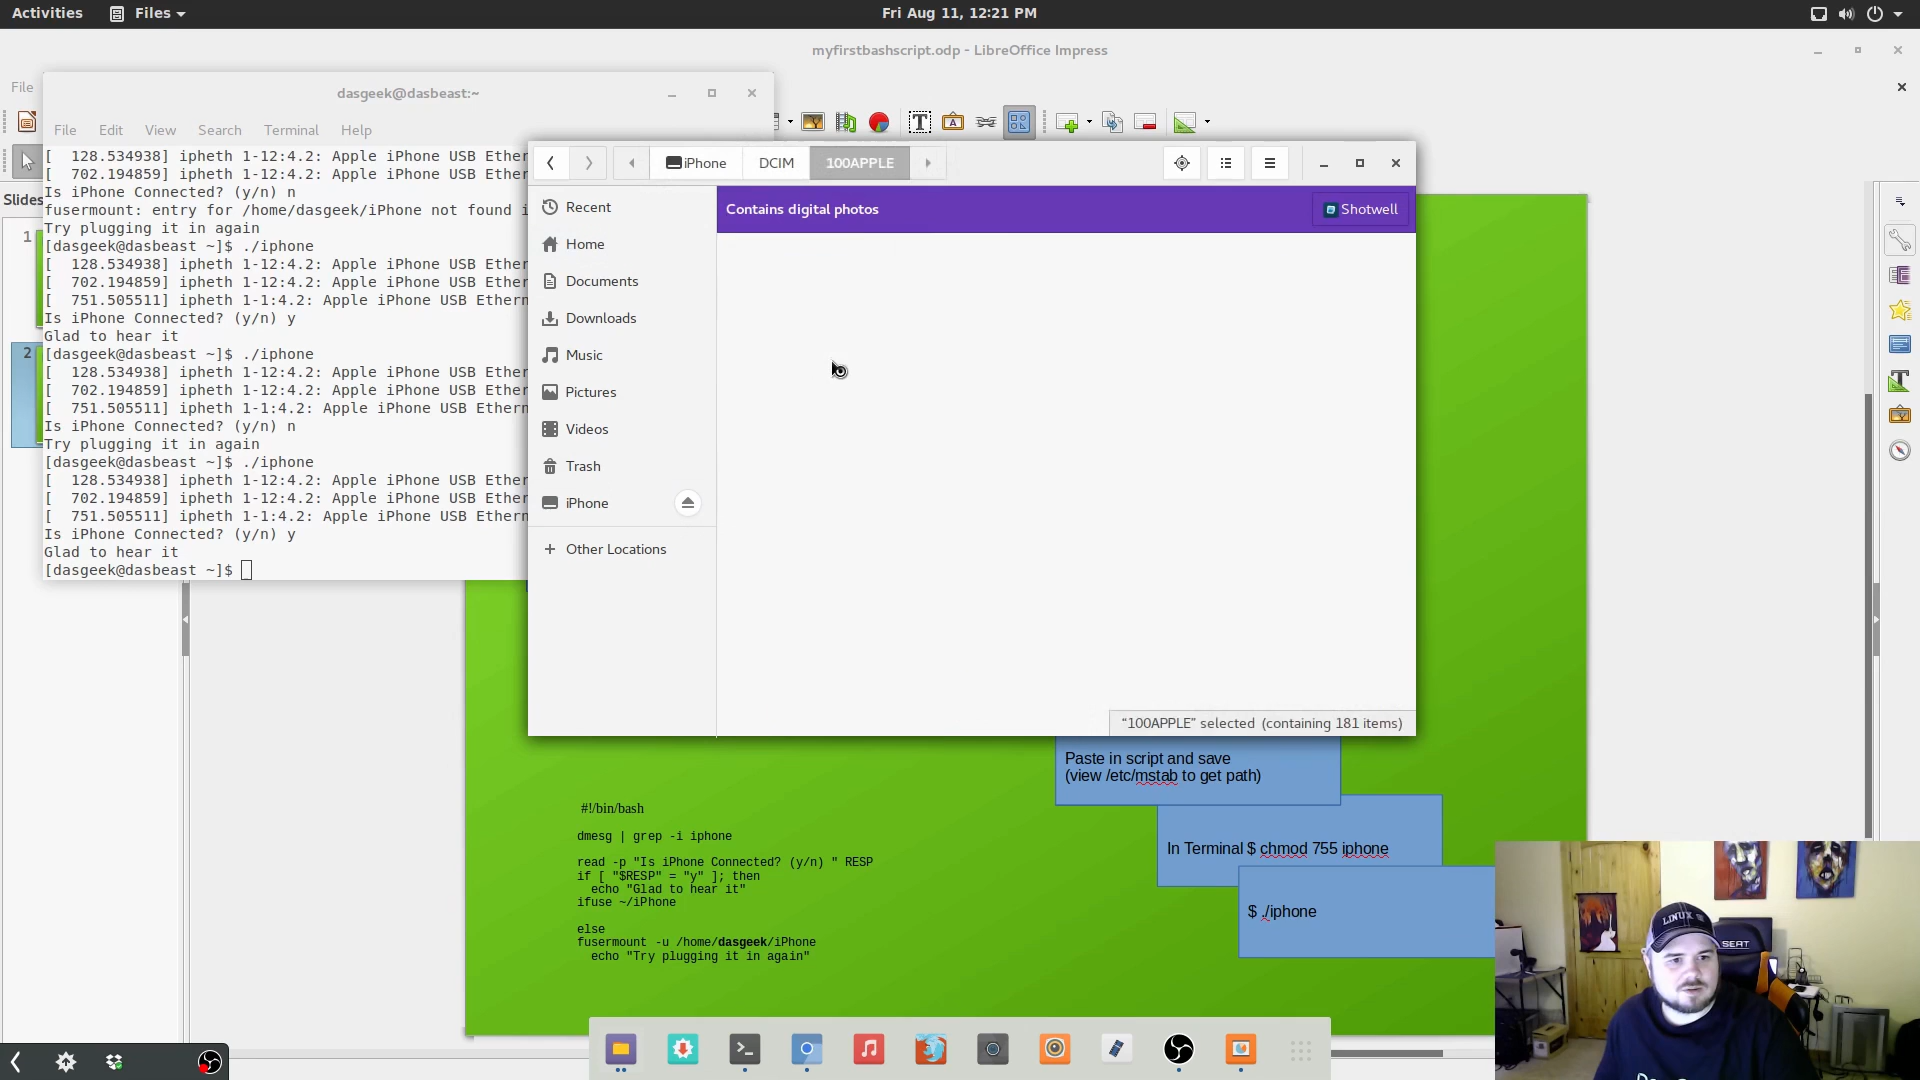 Activities
Files
Fri Aug 11, 12:21 PM
myfirstbashscript.odp - LibreOffice Impress
File
Slides
1
2
dasgeek@dasbeast:~
File Edit View Search Terminal Help
[  128.534938] ipheth 1-12:4.2: Apple iPhone USB Ether
[  702.194859] ipheth 1-12:4.2: Apple iPhone USB Ether
Is iPhone Connected? (y/n) n
fusermount: entry for /home/dasgeek/iPhone not found i
Try plugging it in again
[dasgeek@dasbeast ~]$ ./iphone
[  128.534938] ipheth 1-12:4.2: Apple iPhone USB Ether
[  702.194859] ipheth 1-12:4.2: Apple iPhone USB Ether
[  751.505511] ipheth 1-1:4.2: Apple iPhone USB Ethern
Is iPhone Connected? (y/n) y
Glad to hear it
[dasgeek@dasbeast ~]$ ./iphone
[  128.534938] ipheth 1-12:4.2: Apple iPhone USB Ether
[  702.194859] ipheth 1-12:4.2: Apple iPhone USB Ether
[  751.505511] ipheth 1-1:4.2: Apple iPhone USB Ethern
Is iPhone Connected? (y/n) n
Try plugging it in again
[dasgeek@dasbeast ~]$ ./iphone
[  128.534938] ipheth 1-12:4.2: Apple iPhone USB Ether
[  702.194859] ipheth 1-12:4.2: Apple iPhone USB Ether
[  751.505511] ipheth 1-1:4.2: Apple iPhone USB Ethern
Is iPhone Connected? (y/n) y
Glad to hear it
[dasgeek@dasbeast ~]$
iPhone DCIM 100APPLE
Contains digital photos
Shotwell
Recent
Home
Documents
Downloads
Music
Pictures
Videos
Trash
iPhone
Other Locations
“100APPLE” selected (containing 181 items)
#!/bin/bash
dmesg | grep -i iphone
read -p "Is iPhone Connected? (y/n) " RESP
if [ "$RESP" = "y" ]; then
echo "Glad to hear it"
ifuse ~/iPhone
else
fusermount -u /home/dasgeek/iPhone
echo "Try plugging it in again"
Paste in script and save
(view /etc/mstab to get path)
In Terminal $ chmod 755 iphone
$ ./iphone
LINUX
SEAT